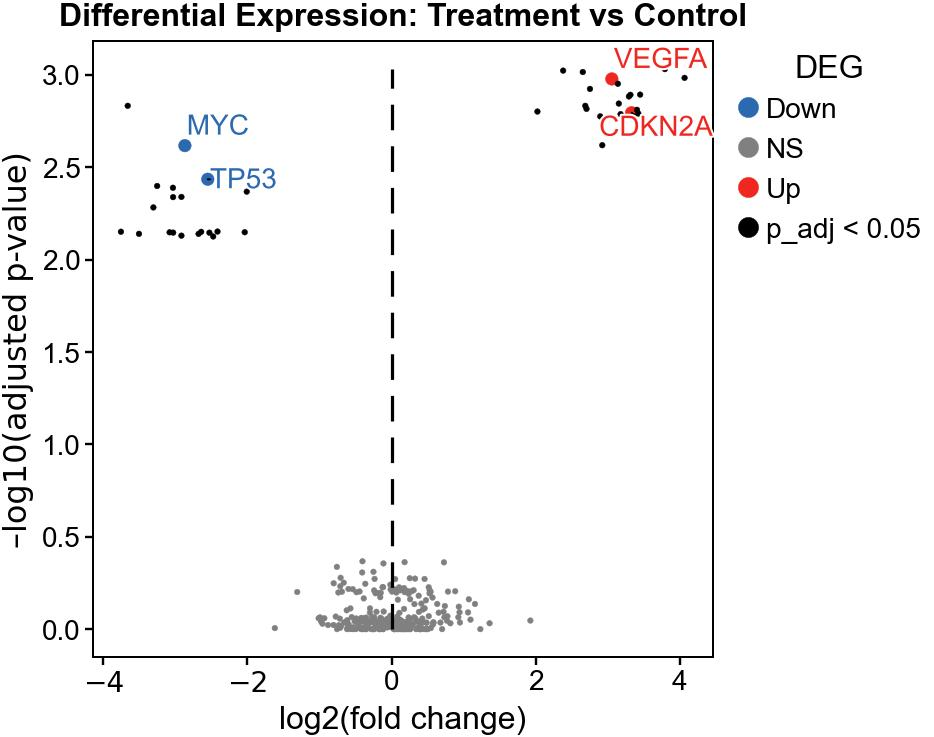 Differential Expression: Treatment vs Control
−log10(adjusted p-value)
3.0
2.5
2.0
1.5
1.0
0.5
0.0
VEGFA
CDKN2A
MYC
TP53
−4
−2
0
2
4
log2(fold change)
DEG
Down
NS
Up
p_adj < 0.05